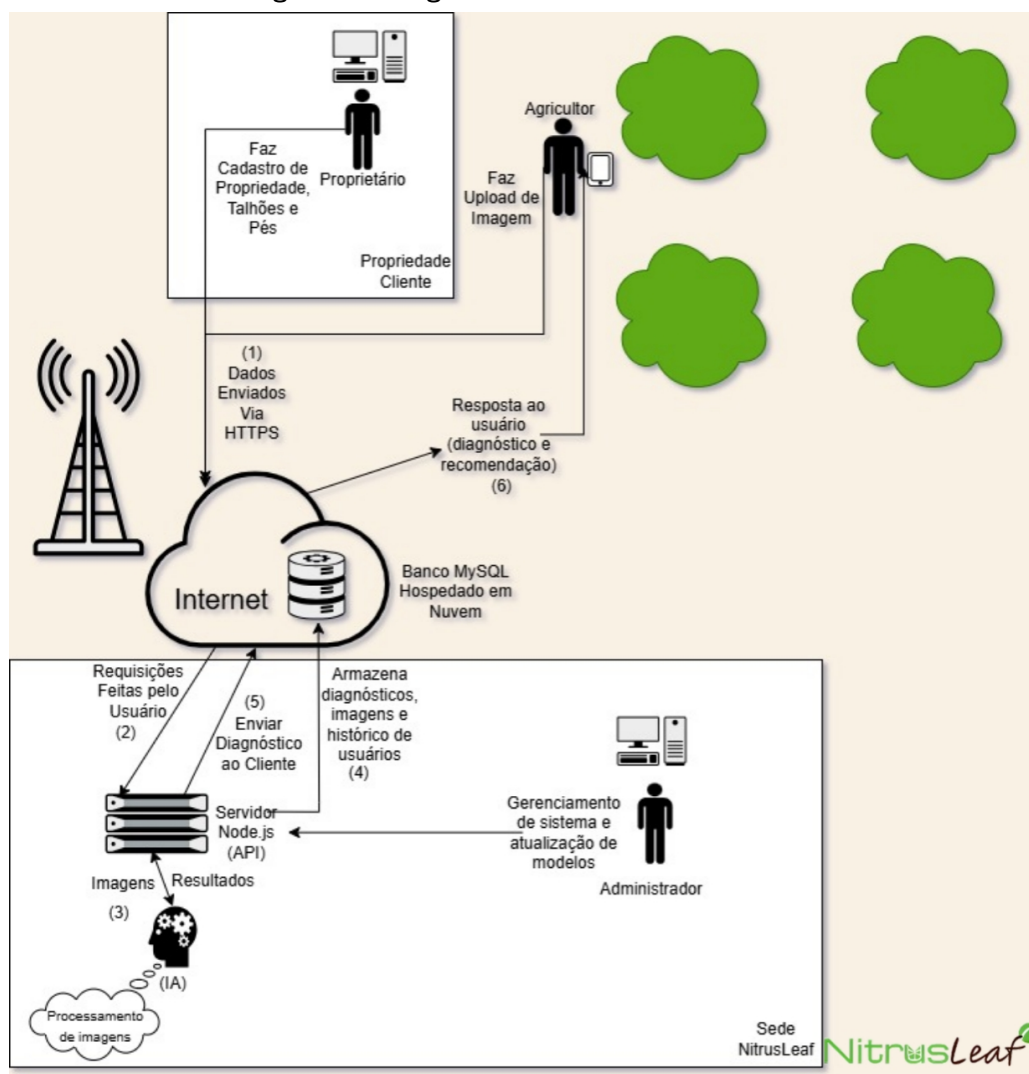 Faz
Cadastro de
Propriedade,
Talhões e
Pés
Proprietário
Propriedade
Cliente
Agricultor
Faz
Upload de
Imagem
(1)
Dados
Enviados
Via
HTTPS
Resposta ao
usuário
(diagnóstico e
recomendação)
(6)
Internet
Banco MySQL
Hospedado em
Nuvem
Requisições
Feitas pelo
Usuário
(2)
(5)
Enviar
Diagnóstico
ao Cliente
Armazena
diagnósticos,
imagens e
histórico de
usuários
(4)
Servidor
Node.js
(API)
Gerenciamento
de sistema e
atualização de
modelos
Administrador
Imagens
Resultados
(3)
(IA)
Processamento
de imagens
Sede
NitrusLeaf
NitrusLeaf